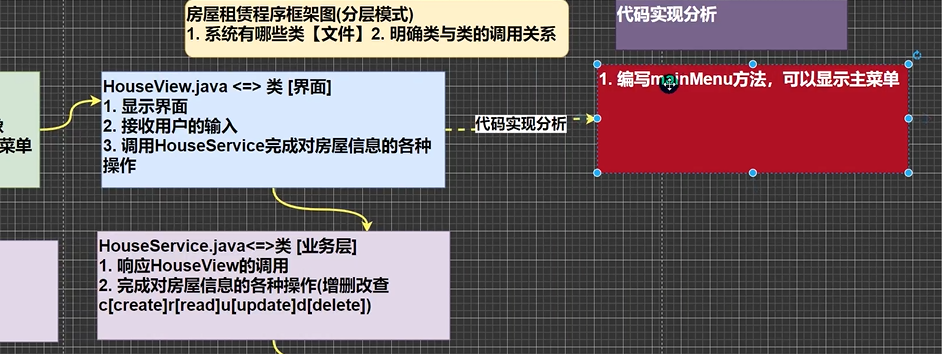 房屋租赁程序框架图(分层模式)
1. 系统有哪些类【文件】2. 明确类与类的调用关系
代码实现分析
HouseView.java <=> 类 [界面]
1. 显示界面
2. 接收用户的输入
3. 调用HouseService完成对房屋信息的各种
操作
菜单
代码实现分析
1. 编写mainMenu方法，可以显示主菜单
HouseService.java<=>类 [业务层]
1. 响应HouseView的调用
2. 完成对房屋信息的各种操作(增删改查
c[create]r[read]u[update]d[delete])